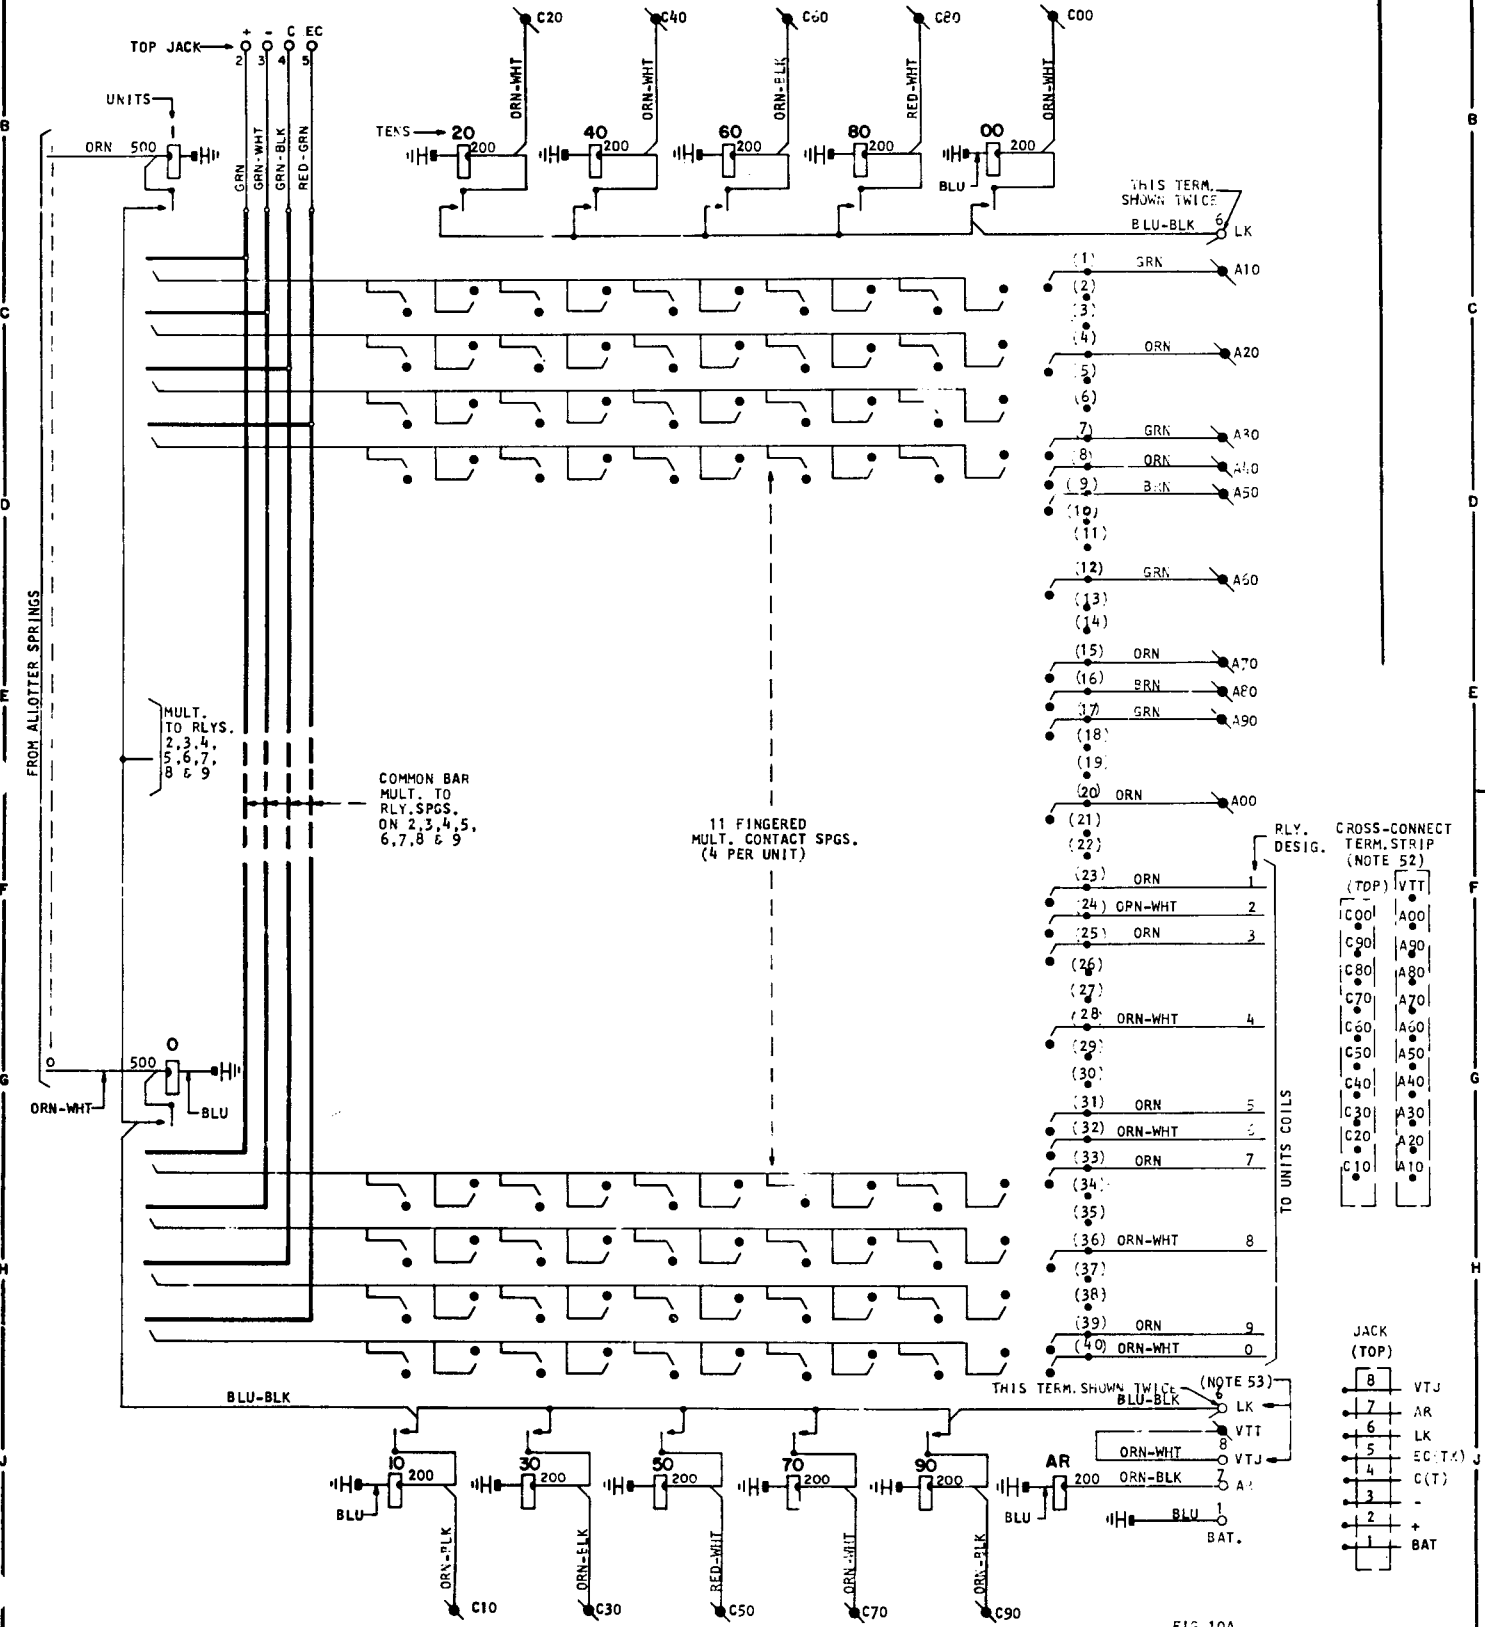 C20
C40
C60
C80
C00
+ - C EC
TOP JACK
2 3 4 5
UNITS
1
ORN 500
GRN
GRN-WHT
GRN-BLK
RED-GRN
ORN-WHT
ORN-WHT
ORN-BLK
RED-WHT
ORN-WHT
TENS
20 200
40 200
60 200
80 200
00 200
BLU
THIS TERM.
SHOWN TWICE
BLU-BLK 6 LK
B
B
C
C
D
D
E
E
F
F
G
G
H
H
J
J
(1) GRN A10
(2)
(3)
(4) ORN A20
(5)
(6)
7) GRN A30
(8) ORN A40
(9) BRN A50
(10)
(11)
(12) GRN A60
(13)
(14)
(15) ORN A70
(16) BRN A80
(17) GRN A90
(18)
(19)
(20) ORN A00
(21)
(22)
(23) ORN 1
(24) ORN-WHT 2
(25) ORN 3
(26)
(27)
(28) ORN-WHT 4
(29)
(30)
(31) ORN 5
(32) ORN-WHT 6
(33) ORN 7
(34)
(35)
(36) ORN-WHT 8
(37)
(38)
(39) ORN 9
(40) ORN-WHT 0
FROM ALLOTTER SPRINGS
MULT.
TO RLYS.
2,3,4,
5,6,7,
8 & 9
COMMON BAR
MULT. TO
RLY.SPGS.
ON 2,3,4,5,
6,7,8 & 9
11 FINGERED
MULT. CONTACT SPGS.
(4 PER UNIT)
RLY.
DESIG.
TO UNITS COILS
CROSS-CONNECT
TERM.STRIP
(NOTE 52)
(TOP) VTT
C00 A00
C90 A90
C80 A80
C70 A70
C60 A60
C50 A50
C40 A40
C30 A30
C20 A20
C10 A10
0 500 0
ORN-WHT
BLU
BLU-BLK
THIS TERM. SHOWN TWICE
(NOTE 53)
BLU-BLK 6 LK
VTT
ORN-WHT 8 VTJ
AR 200 ORN-BLK 7 AR
BLU
BLU 1
BAT.
10 200
BLU
30 200
50 200
70 200
90 200
ORN-BLK
ORN-BLK
RED-WHT
ORN-WHT
ORN-BLK
C10
C30
C50
C70
C90
JACK
(TOP)
8 VTJ
7 AR
6 LK
5 EC(TK)
4 C(T)
3 -
2 +
1 BAT
FIG 10A